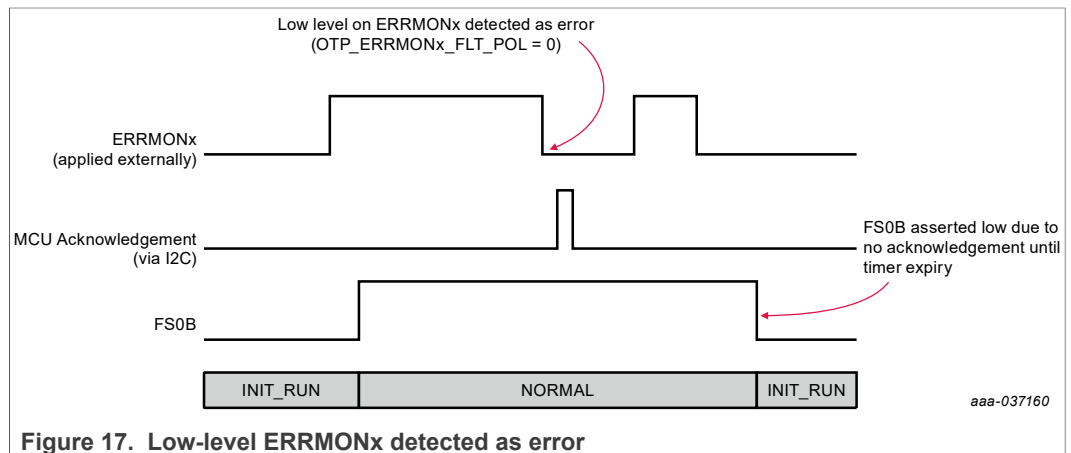 Low level on ERRMONx detected as error
(OTP_ERRMONx_FLT_POL = 0)
ERRMONx
(applied externally)
MCU Acknowledgement
(via I2C)
FS0B asserted low due to
no acknowledgement until
timer expiry
FS0B
INIT_RUN
NORMAL
INIT_RUN
aaa-037160
Figure 17. Low-level ERRMONx detected as error